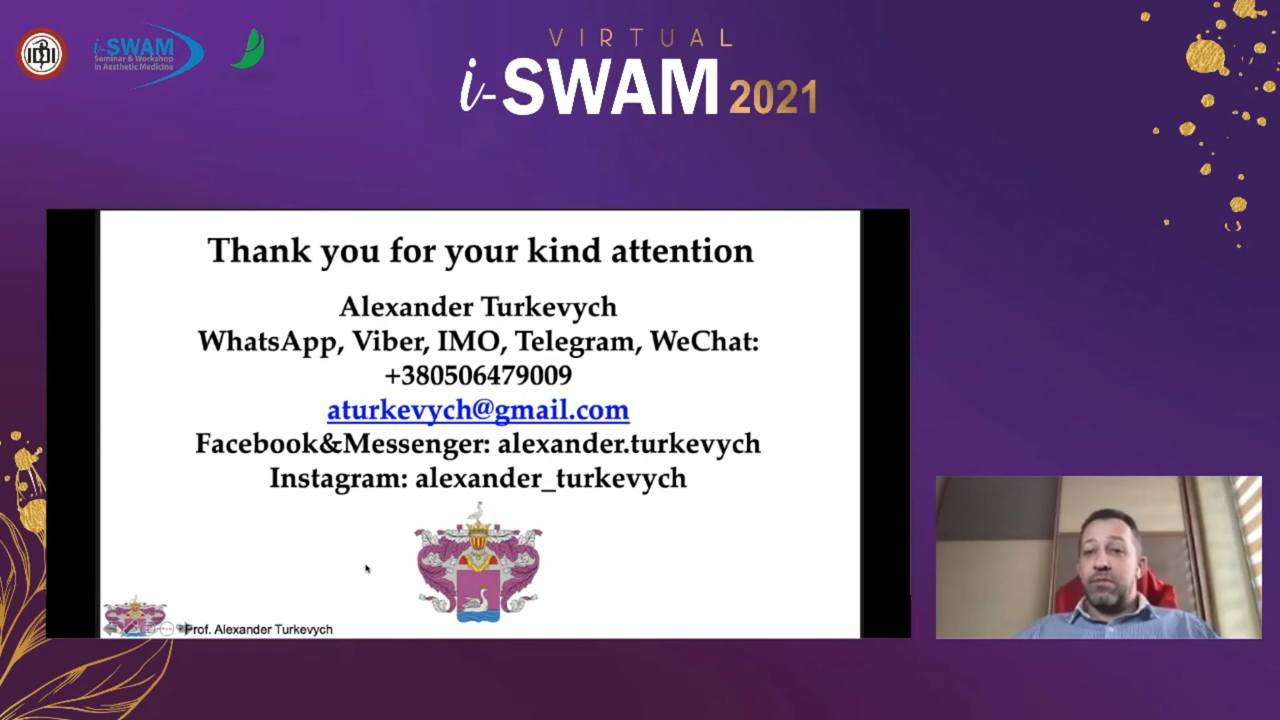 i-SWAM
Seminar & Workshop
in Aesthetic Medicine
VIRTUAL
i-SWAM 2021
Thank you for your kind attention
Alexander Turkevych
WhatsApp, Viber, IMO, Telegram, WeChat:
+380506479009
aturkevych@gmail.com
Facebook&Messenger: alexander.turkevych
Instagram: alexander_turkevych
Prof. Alexander Turkevych